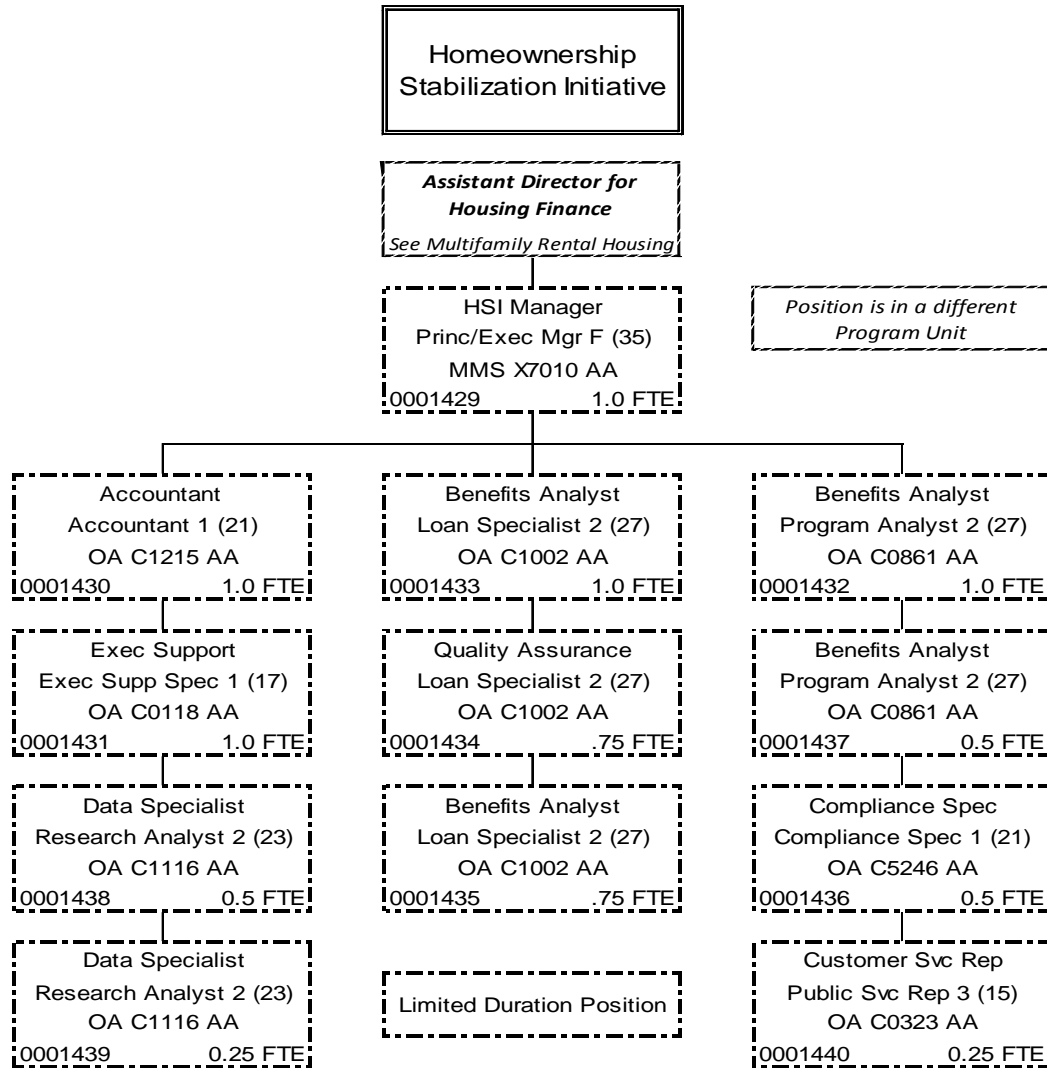 Homeownership
Stabilization Initiative
Assistant Director for
Housing Finance
See Multifamily Rental Housing
HSI Manager
Princ/Exec Mgr F (35)
MMS X7010 AA
0001429 1.0 FTE
Position is in a different
Program Unit
Accountant
Accountant 1 (21)
OA C1215 AA
0001430 1.0 FTE
Exec Support
Exec Supp Spec 1 (17)
OA C0118 AA
0001431 1.0 FTE
Data Specialist
Research Analyst 2 (23)
OA C1116 AA
0001438 0.5 FTE
Data Specialist
Research Analyst 2 (23)
OA C1116 AA
0001439 0.25 FTE
Benefits Analyst
Loan Specialist 2 (27)
OA C1002 AA
0001433 1.0 FTE
Quality Assurance
Loan Specialist 2 (27)
OA C1002 AA
0001434 .75 FTE
Benefits Analyst
Loan Specialist 2 (27)
OA C1002 AA
0001435 .75 FTE
Limited Duration Position
Benefits Analyst
Program Analyst 2 (27)
OA C0861 AA
0001432 1.0 FTE
Benefits Analyst
Program Analyst 2 (27)
OA C0861 AA
0001437 0.5 FTE
Compliance Spec
Compliance Spec 1 (21)
OA C5246 AA
0001436 0.5 FTE
Customer Svc Rep
Public Svc Rep 3 (15)
OA C0323 AA
0001440 0.25 FTE